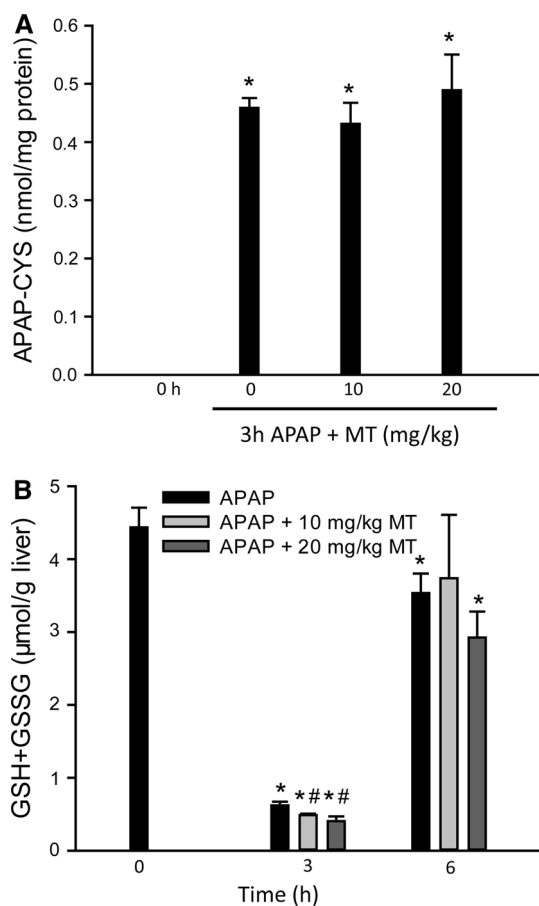 A
APAP-CYS (nmol/mg protein)
0.6
0.5
0.4
0.3
0.2
0.1
0.0
* * *
0 h 0 10 20
3h APAP + MT (mg/kg)
B
GSH+GSSG (µmol/g liver)
5
4
3
2
1
0
APAP
APAP + 10 mg/kg MT
APAP + 20 mg/kg MT
* *# *# * *
0 3 6
Time (h)